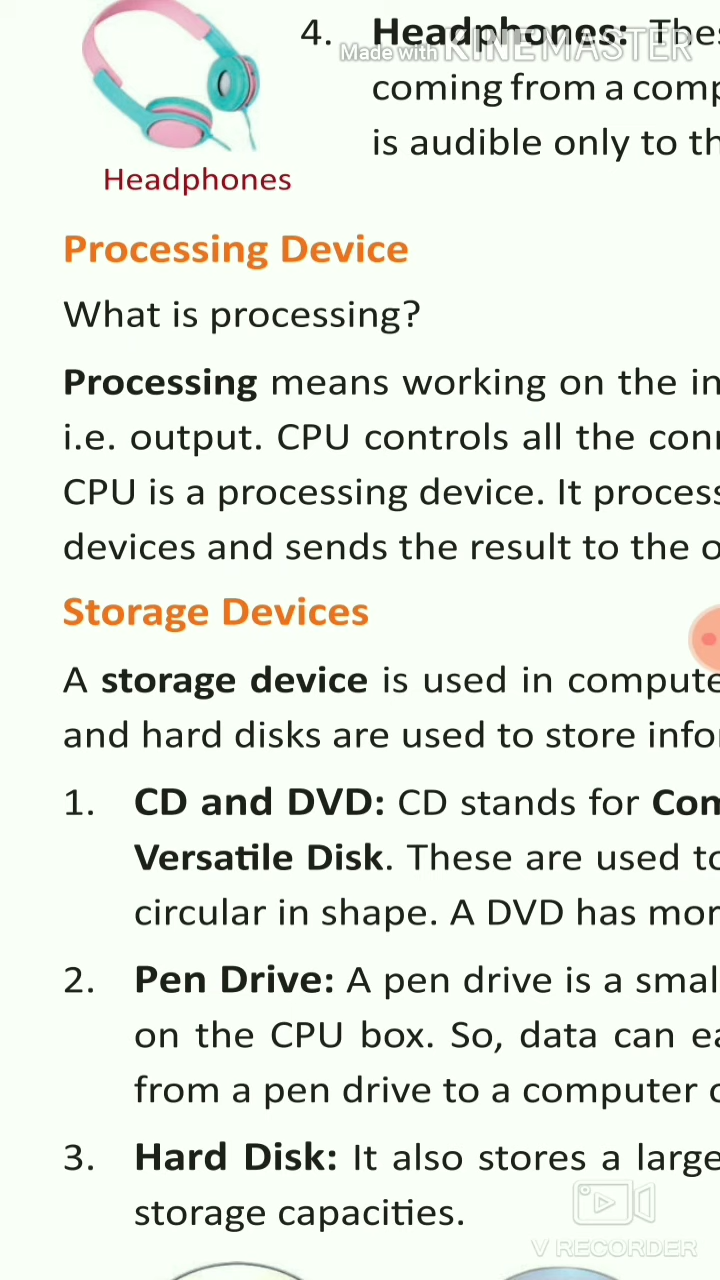 4. Headphones: Thes
Made with KINEMASTER
coming from a comp
is audible only to th
Headphones
Processing Device
What is processing?
Processing means working on the in
i.e. output. CPU controls all the con
CPU is a processing device. It process
devices and sends the result to the o
Storage Devices
A storage device is used in compute
and hard disks are used to store info
1. CD and DVD: CD stands for Com
Versatile Disk. These are used to
circular in shape. A DVD has mor
2. Pen Drive: A pen drive is a smal
on the CPU box. So, data can ea
from a pen drive to a computer o
3. Hard Disk: It also stores a large
storage capacities.
V RECORDER